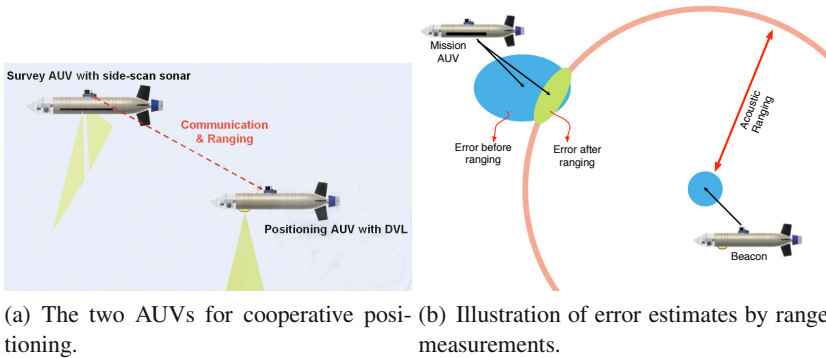 Survey AUV with side-scan sonar
Communication
& Ranging
Positioning AUV with DVL
Mission
AUV
Error before
ranging
Error after
ranging
Acoustic
Ranging
Beacon
(a) The two AUVs for cooperative posi-
tioning.
(b) Illustration of error estimates by range
measurements.